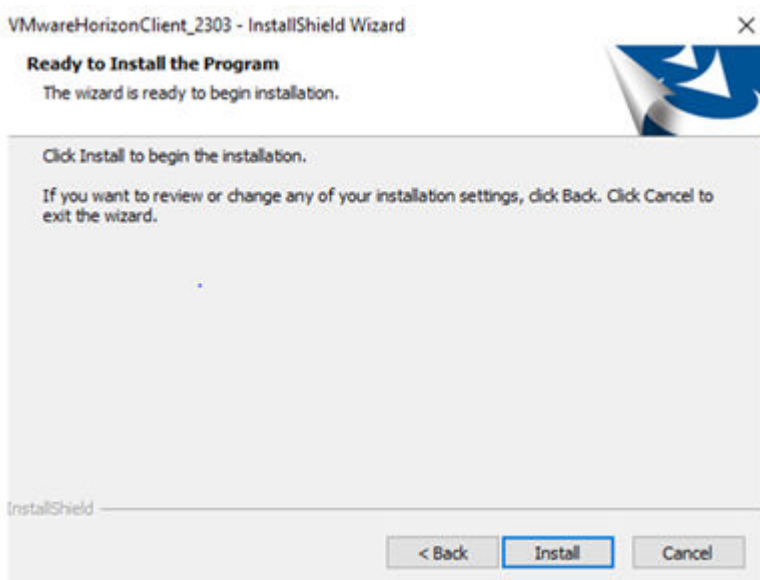 VMwareHorizonClient_2303 - InstallShield Wizard
Ready to Install the Program
The wizard is ready to begin installation.
Click Install to begin the installation.
If you want to review or change any of your installation settings, click Back. Click Cancel to
exit the wizard.
InstallShield
< Back Install Cancel